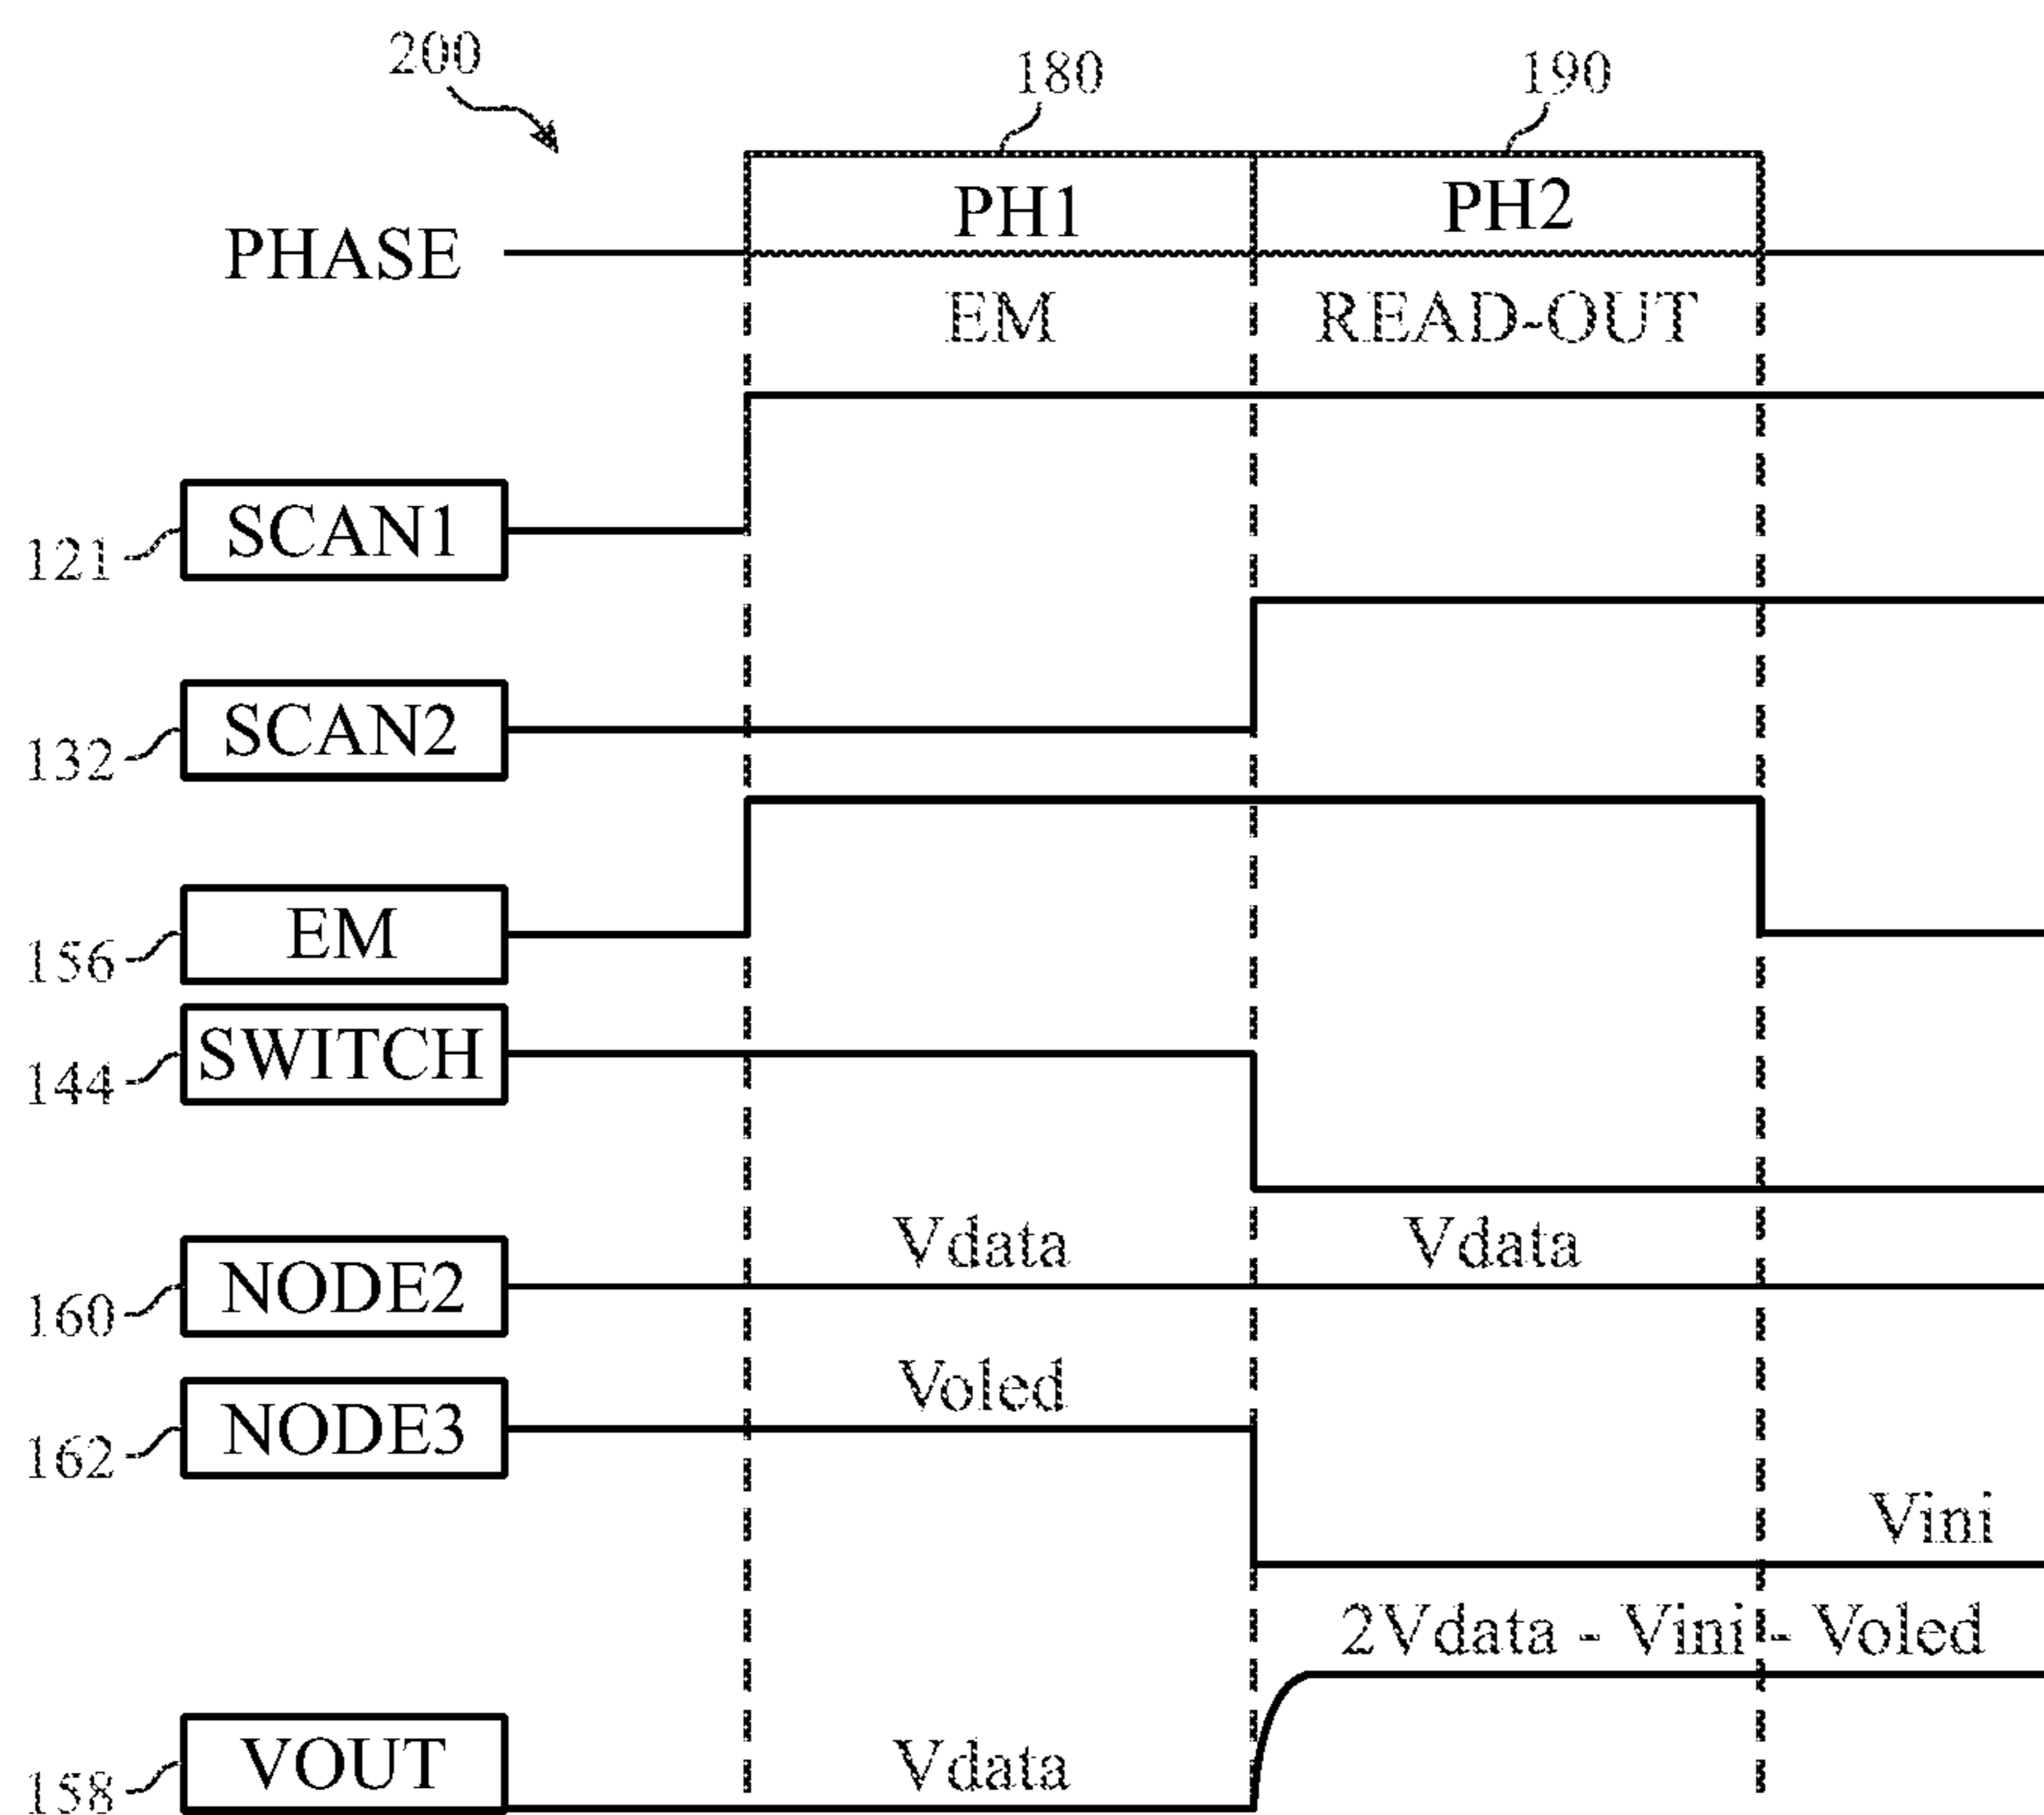 200
180
190
PHASE
PH1
PH2
EM
READ-OUT
121
SCAN1
132
SCAN2
156
EM
144
SWITCH
160
NODE2
Vdata
Vdata
162
NODE3
Voled
Vini
158
VOUT
Vdata
2Vdata - Vini - Voled